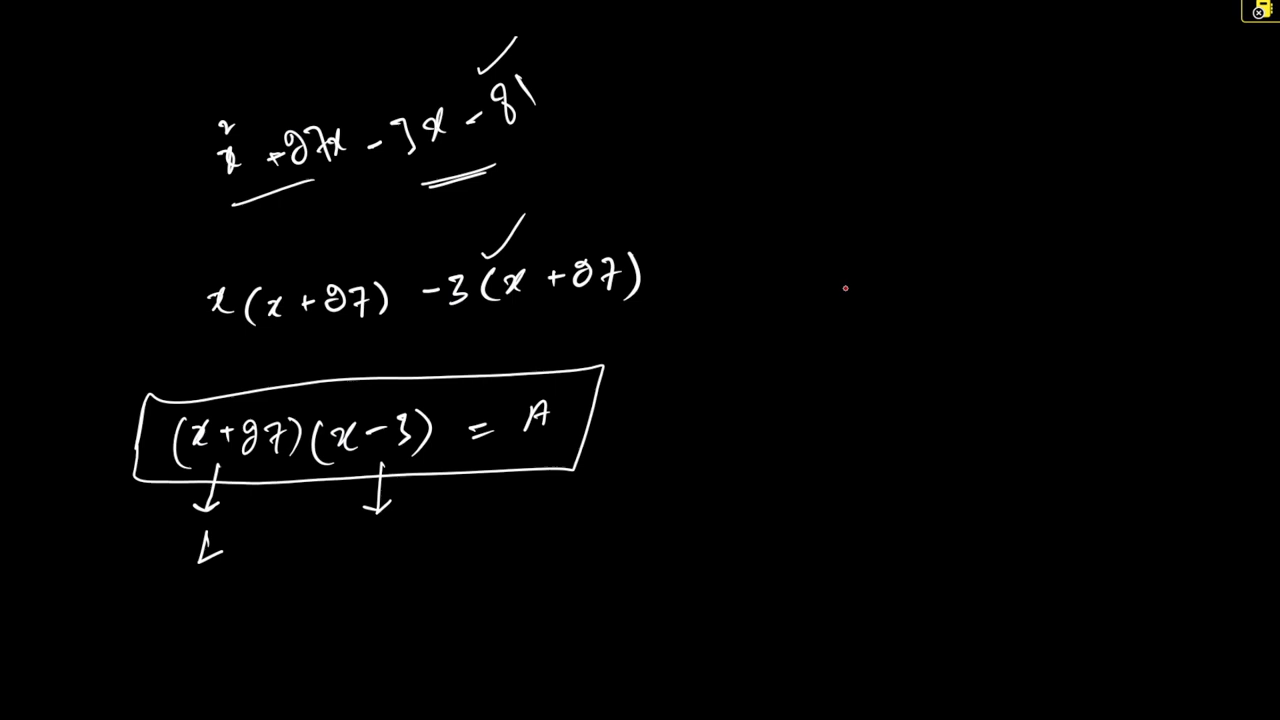 x² + 27x - 3x - 81
x(x + 27) - 3(x + 27)
(x + 27)(x - 3) = A
L